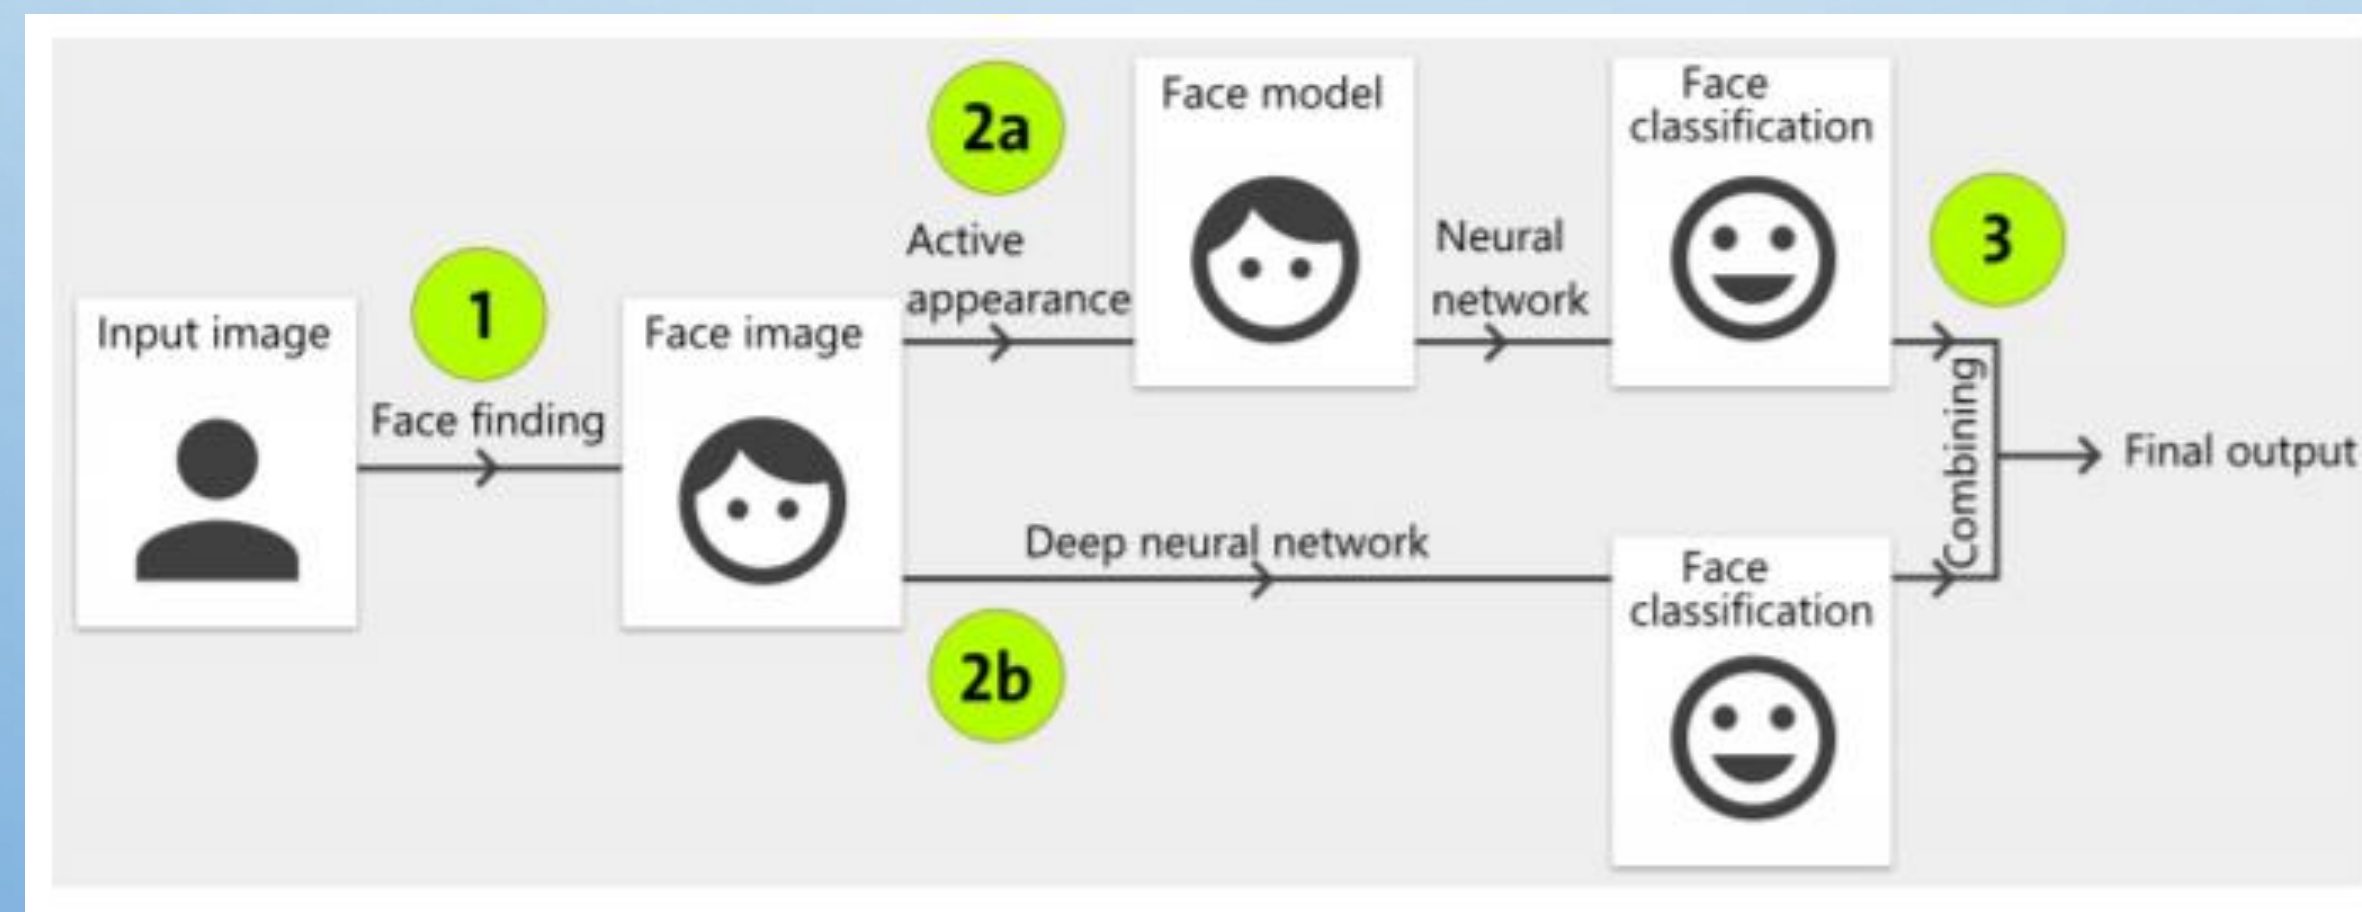 Input image
1
Face finding
Face image
2a
Active
appearance
Face model
Neural
network
Face
classification
2b
Deep neural network
Face
classification
3
Combining
Final output